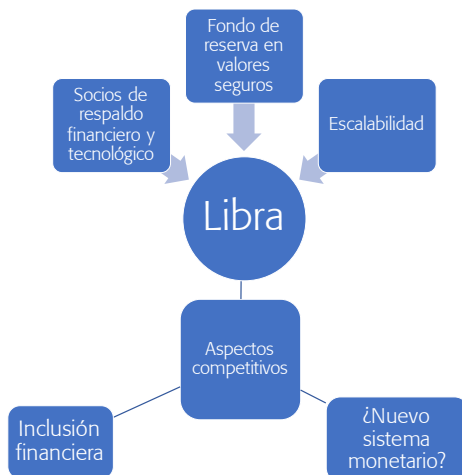 Fondo de
reserva en
valores
seguros
Socios de
respaldo
financiero y
tecnológico
Escalabilidad
Libra
Aspectos
competitivos
Inclusión
financiera
¿Nuevo
sistema
monetario?